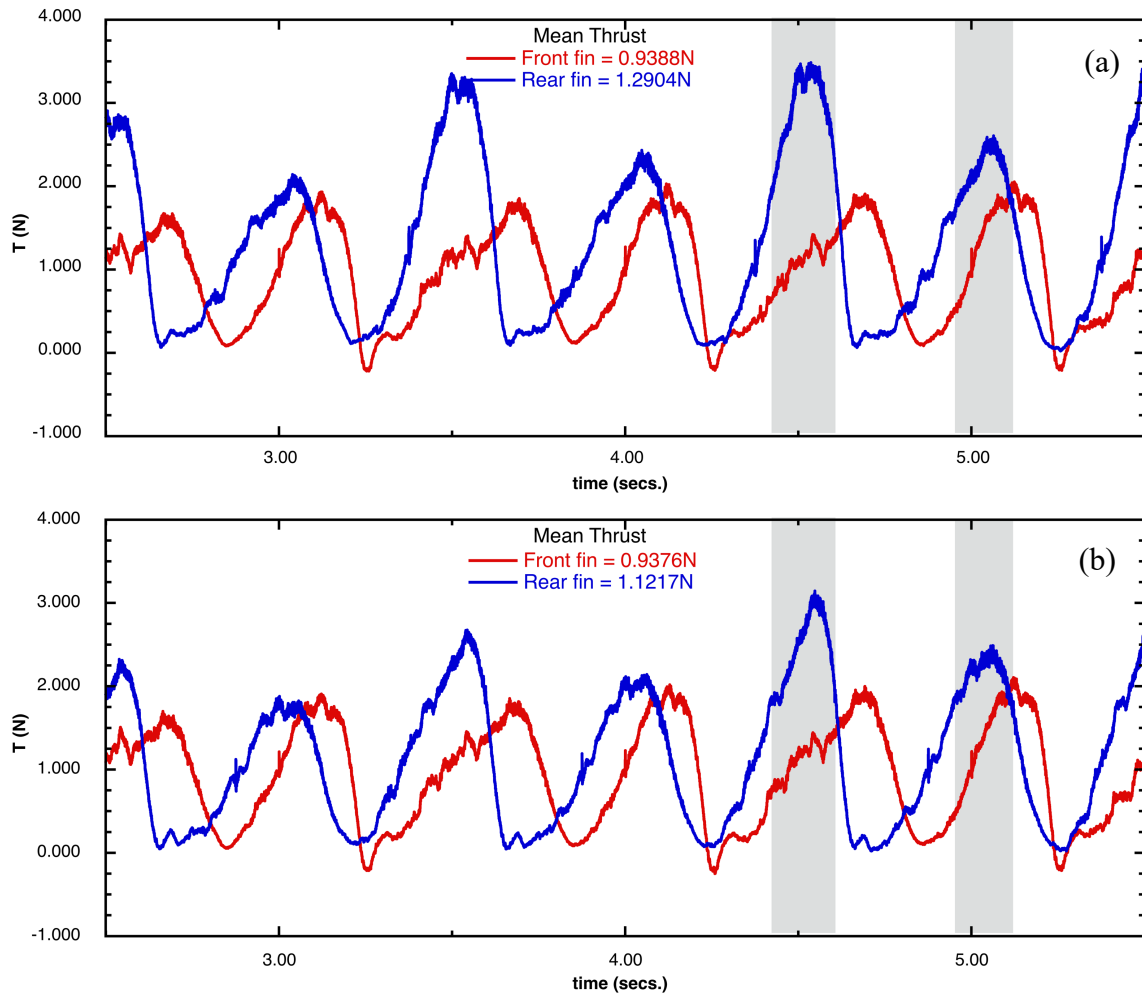 4.000
Mean Thrust
(a)
Front fin = 0.9388N
Rear fin = 1.2904N
3.000
2.000
T (N)
1.000
0.000
-1.000
3.00 4.00 5.00
time (secs.)
4.000
Mean Thrust
(b)
Front fin = 0.9376N
Rear fin = 1.1217N
3.000
2.000
T (N)
1.000
0.000
-1.000
3.00 4.00 5.00
time (secs.)